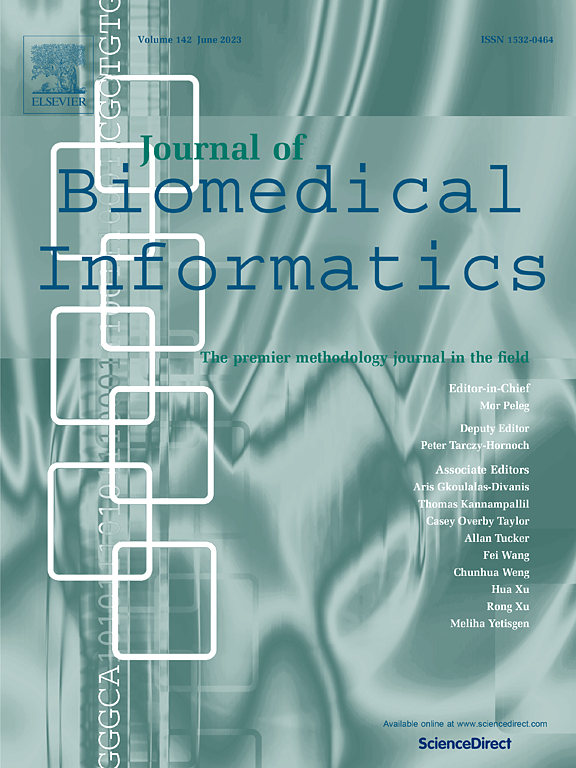 Volume 142 June 2023
ISSN 1532-0464
ELSEVIER
Journal of
Biomedical
Informatics
The premier methodology journal in the field
Editor-in-Chief
Mor Peleg
Deputy Editor
Peter Tarczy-Hornoch
Associate Editors
Aris Gkoulalas-Divanis
Thomas Kannampallil
Casey Overby Taylor
Allan Tucker
Fei Wang
Chunhua Weng
Hua Xu
Rong Xu
Meliha Yetisgen
Available online at www.sciencedirect.com
ScienceDirect